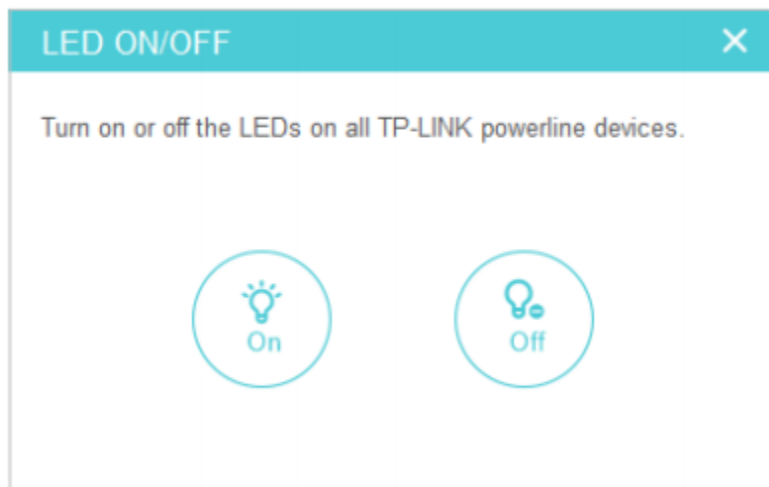 LED ON/OFF
Turn on or off the LEDs on all TP-LINK powerline devices.
On
Off